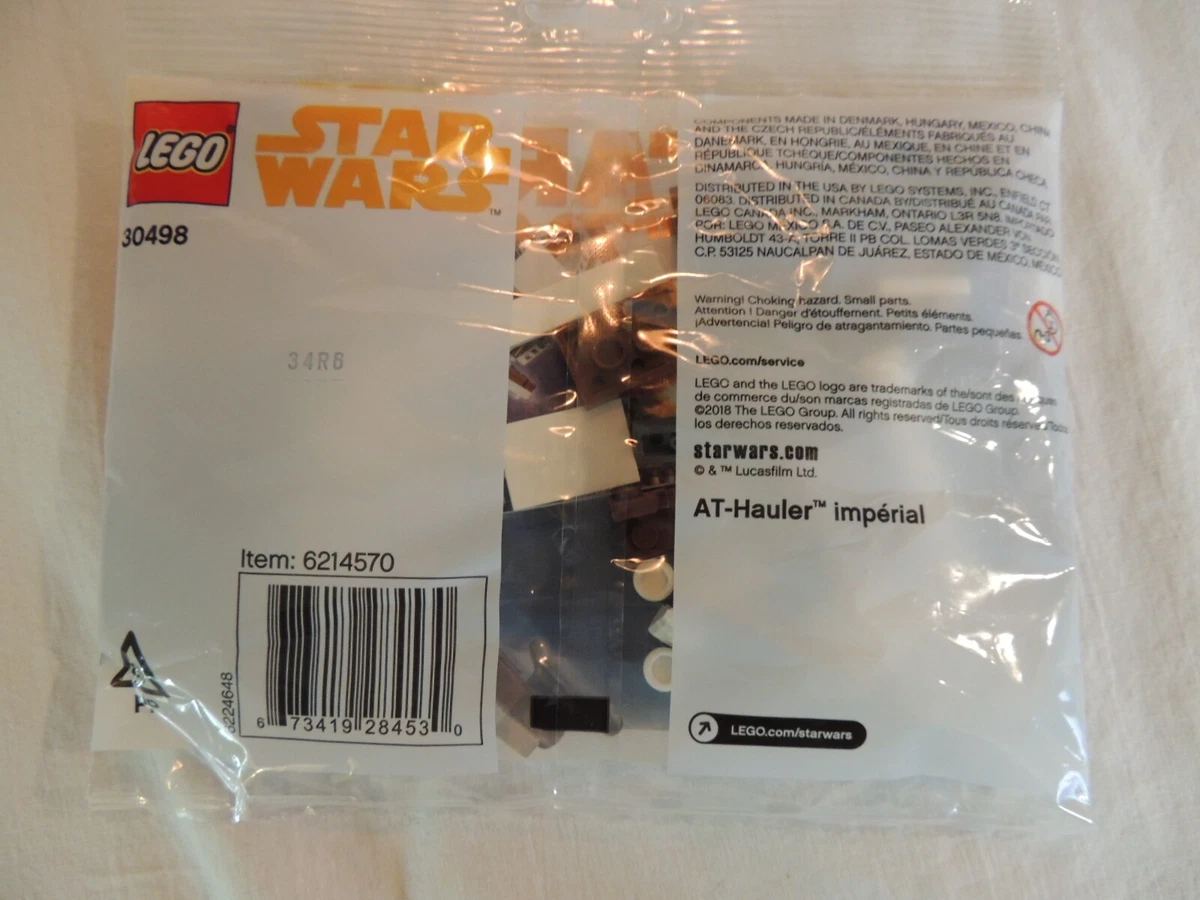 LEGO
STAR
WARS™
30498
34R6
Item: 6214570
6224648
6 73419 28453 0
COMPONENTS MADE IN DENMARK, HUNGARY, MEXICO, CHINA
AND THE CZECH REPUBLIC/ÉLÉMENTS FABRIQUÉS AU
DANEMARK, EN HONGRIE, AU MEXIQUE, EN CHINE ET EN
RÉPUBLIQUE TCHÈQUE/COMPONENTES HECHOS EN
DINAMARCA, HUNGRÍA, MÉXICO, CHINA Y REPÚBLICA CHECA.
DISTRIBUTED IN THE USA BY LEGO SYSTEMS, INC., ENFIELD, CT
06083. DISTRIBUTED IN CANADA BY/DISTRIBUÉ AU CANADA PAR
LEGO CANADA INC., MARKHAM, ONTARIO L3R 5N8. IMPORTADO
POR: LEGO MÉXICO S.A. DE C.V., PASEO ALEXANDER VON
HUMBOLDT 43-A, TORRE II PB COL. LOMAS VERDES 3ª SECCIÓN
C.P. 53125 NAUCALPAN DE JUÁREZ, ESTADO DE MÉXICO, MÉXICO
Warning! Choking hazard. Small parts.
Attention ! Danger d'étouffement. Petits éléments.
¡Advertencia! Peligro de atragantamiento. Partes pequeñas.
LEGO.com/service
LEGO and the LEGO logo are trademarks of the/sont des
de commerce du/son marcas registradas de LEGO Group.
©2018 The LEGO Group. All rights reserved/Tous droits réservés/Todos
los derechos reservados.
starwars.com
© & ™ Lucasfilm Ltd.
AT-Hauler™ impérial
LEGO.com/starwars